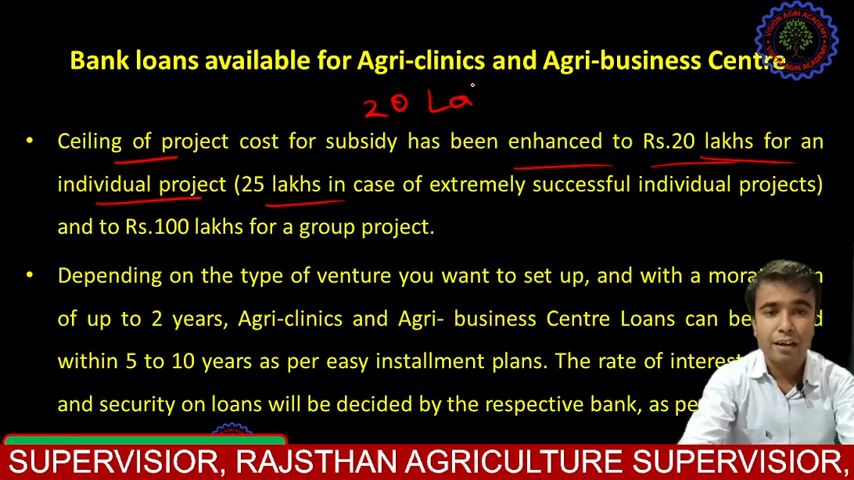 VISION AGRI ACADEMY
Bank loans available for Agri-clinics and Agri-business Centre
20 La
• Ceiling of project cost for subsidy has been enhanced to Rs.20 lakhs for an
individual project (25 lakhs in case of extremely successful individual projects)
and to Rs.100 lakhs for a group project.
• Depending on the type of venture you want to set up, and with a
of up to 2 years, Agri-clinics and Agri- business Centre Loans can be
within 5 to 10 years as per easy installment plans. The rate of
and security on loans will be decided by the respective bank, as
SUPERVISIOR, RAJSTHAN AGRICULTURE SUPERVISIOR,